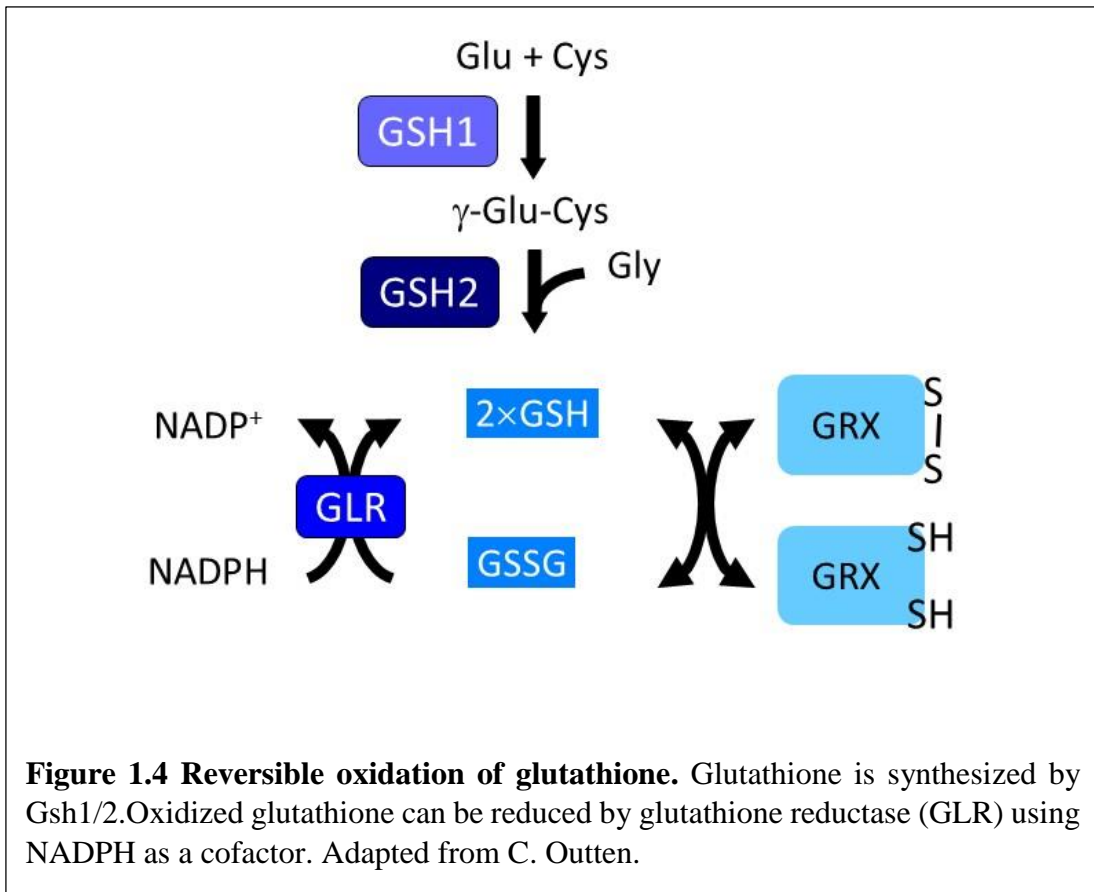 Glu + Cys
GSH1
γ-Glu-Cys
GSH2
Gly
NADP⁺
2×GSH
GRX
S
S
GLR
NADPH
GSSG
GRX
SH
SH
Figure 1.4 Reversible oxidation of glutathione. Glutathione is synthesized by
Gsh1/2.Oxidized glutathione can be reduced by glutathione reductase (GLR) using
NADPH as a cofactor. Adapted from C. Outten.